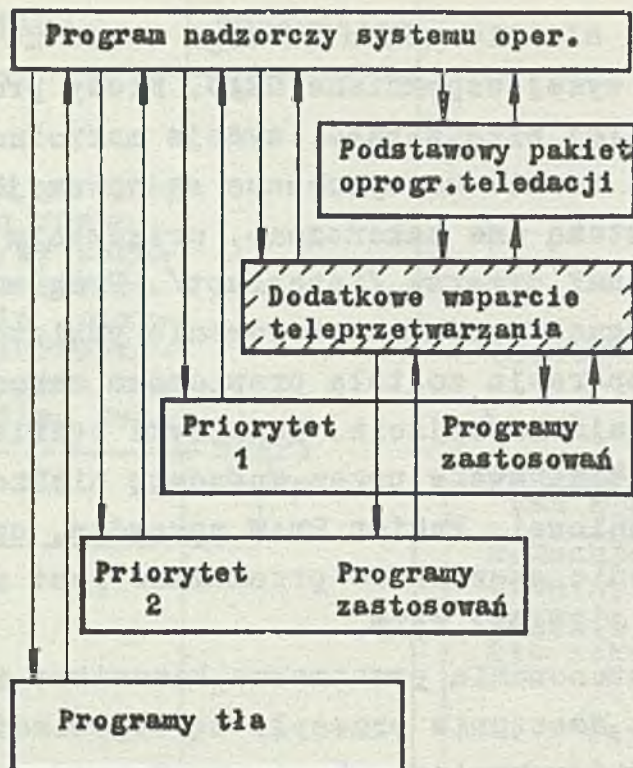 Program nadzorczy systemu oper.
Podstawowy pakiet
oprogr.teledacji
Dodatkowe wsparcie
teleprzetwarzania
Priorytet Programy
1 zastosowań
Priorytet Programy
2 zastosowań
Programy tła